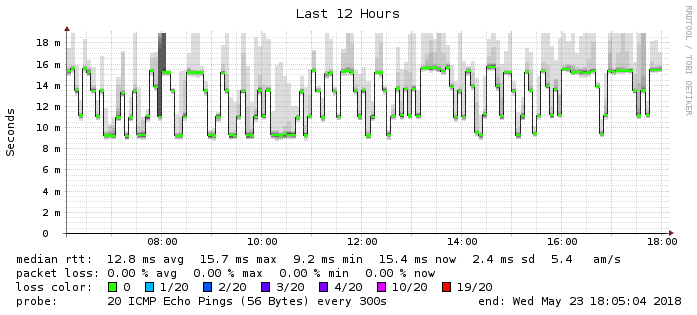 Last 12 Hours
RRDTOOL / TOBI OETIKER
Seconds
18 m
16 m
14 m
12 m
10 m
8 m
6 m
4 m
2 m
0
08:00 10:00 12:00 14:00 16:00 18:00
median rtt: 12.8 ms avg 15.7 ms max 9.2 ms min 15.4 ms now 2.4 ms sd 5.4 am/s
packet loss: 0.00 % avg 0.00 % max 0.00 % min 0.00 % now
loss color: 0 1/20 2/20 3/20 4/20 10/20 19/20
probe: 20 ICMP Echo Pings (56 Bytes) every 300s end: Wed May 23 18:05:04 2018